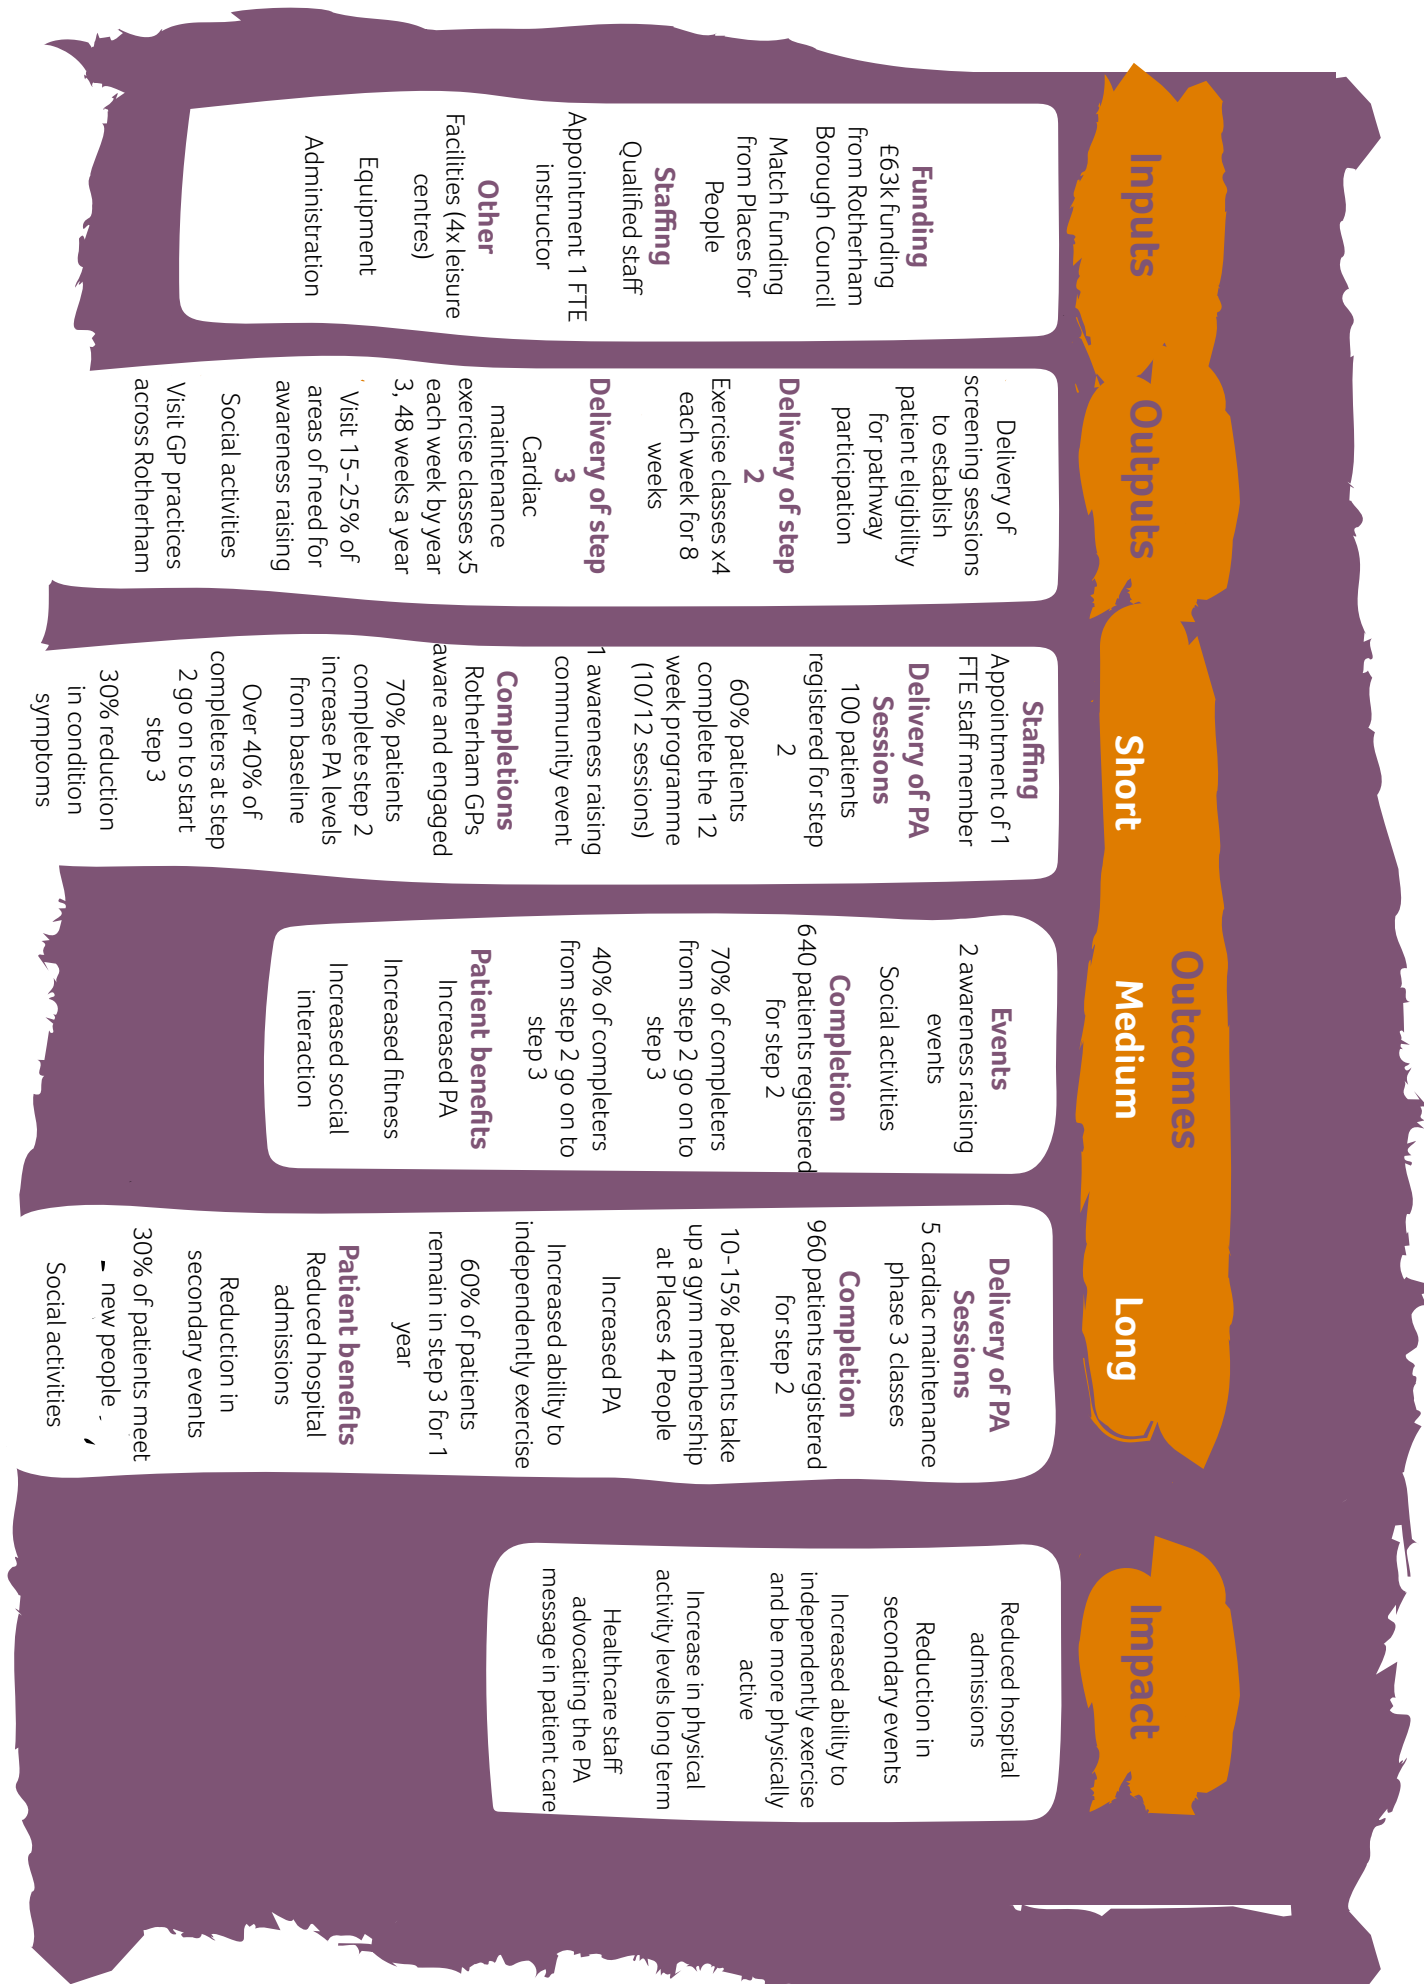 Inputs
Funding
£63k funding
from Rotherham
Borough Council
Match funding
from Places for
People
Staffing
Qualified staff
Appointment 1 FTE
instructor
Other
Facilities (4x leisure
centres)
Equipment
Administration
Outputs
Delivery of
screening sessions
to establish
patient eligibility
for pathway
participation
Delivery of step
2
Exercise classes x4
each week for 8
weeks
Delivery of step
3
Cardiac
maintenance
exercise classes x5
each week by year
3, 48 weeks a year
Visit 15-25% of
areas of need for
awareness raising
Social activities
Visit GP practices
across Rotherham
Outcomes
Short
Staffing
Appointment of 1
FTE staff member
Delivery of PA
Sessions
100 patients
registered for step
2
60% patients
complete the 12
week programme
(10/12 sessions)
1 awareness raising
community event
Completions
Rotherham GPs
aware and engaged
70% patients
complete step 2
increase PA levels
from baseline
Over 40% of
completers at step
2 go on to start
step 3
30% reduction
in condition
symptoms
Medium
Events
2 awareness raising
events
Social activities
Completion
640 patients registered
for step 2
70% of completers
from step 2 go on to
step 3
40% of completers
from step 2 go on to
step 3
Patient benefits
Increased PA
Increased fitness
Increased social
interaction
Long
Delivery of PA
Sessions
5 cardiac maintenance
phase 3 classes
Completion
960 patients registered
for step 2
10-15% patients take
up a gym membership
at Places 4 People
Increased PA
Increased ability to
independently exercise
60% of patients
remain in step 3 for 1
year
Patient benefits
Reduced hospital
admissions
Reduction in
secondary events
30% of patients meet
new people
Social activities
Impact
Reduced hospital
admissions
Reduction in
secondary events
Increased ability to
independently exercise
and be more physically
active
Increase in physical
activity levels long term
Healthcare staff
advocating the PA
message in patient care